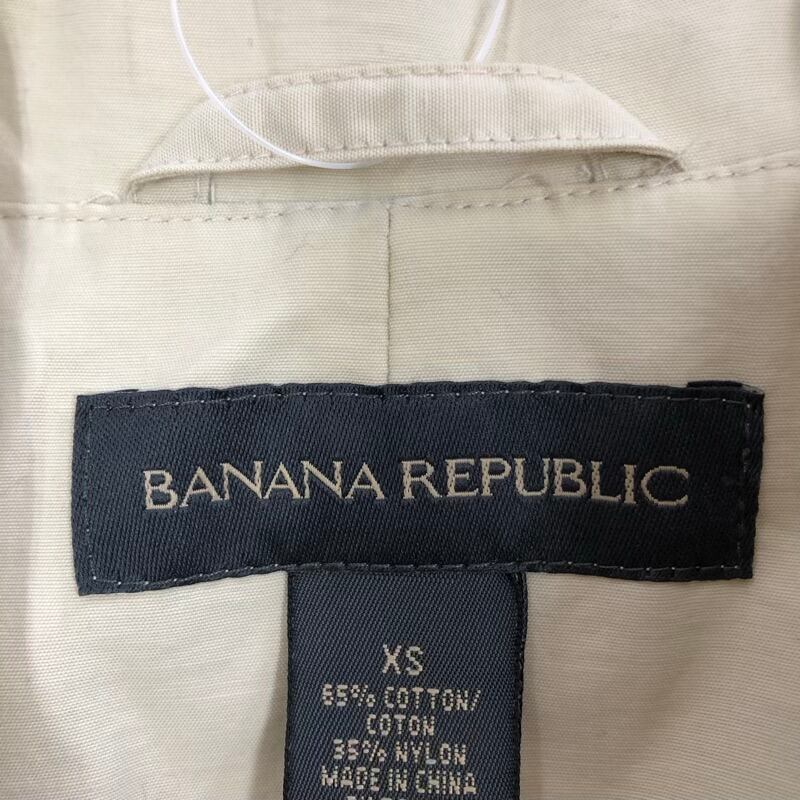 BANANA REPUBLIC
XS
65% COTTON/
COTON
35% NYLON
MADE IN CHINA